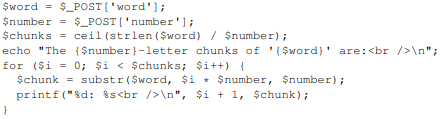 $word = $_POST['word'];
$number = $_POST['number'];
$chunks = ceil(strlen($word) / $number);
echo "The {$number}-letter chunks of '{$word}' are:<br />\n";
for ($i = 0; $i < $chunks; $i++) {
  $chunk = substr($word, $i * $number, $number);
  printf("%d: %s<br />\n", $i + 1, $chunk);
}